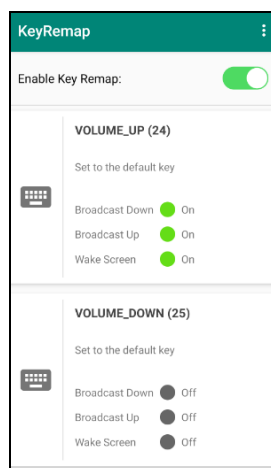 KeyRemap
Enable Key Remap:
VOLUME_UP (24)
Set to the default key
Broadcast Down On
Broadcast Up On
Wake Screen On
VOLUME_DOWN (25)
Set to the default key
Broadcast Down Off
Broadcast Up Off
Wake Screen Off